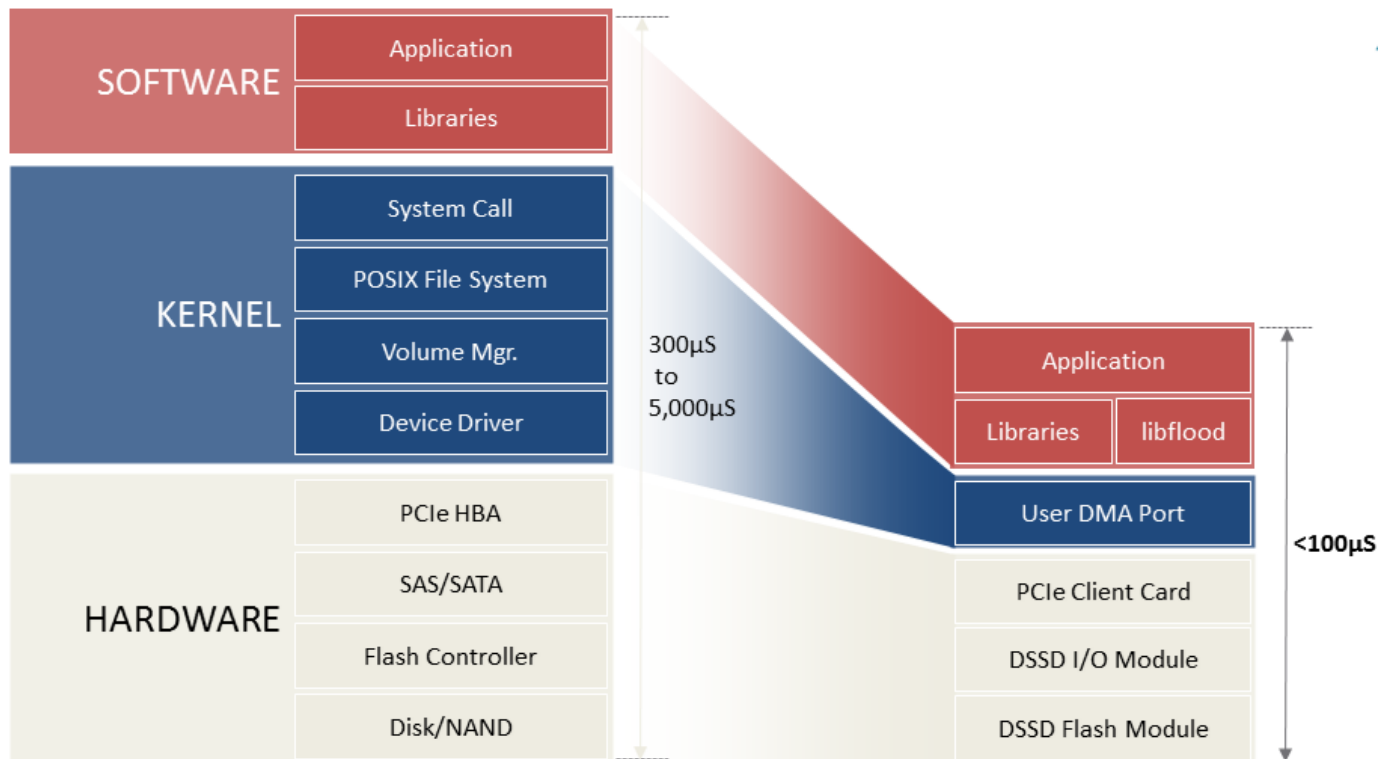 SOFTWARE
Application
Libraries
KERNEL
System Call
POSIX File System
Volume Mgr.
Device Driver
HARDWARE
PCIe HBA
SAS/SATA
Flash Controller
Disk/NAND
300µS
to
5,000µS
Application
Libraries
libflood
User DMA Port
PCIe Client Card
DSSD I/O Module
DSSD Flash Module
<100µS